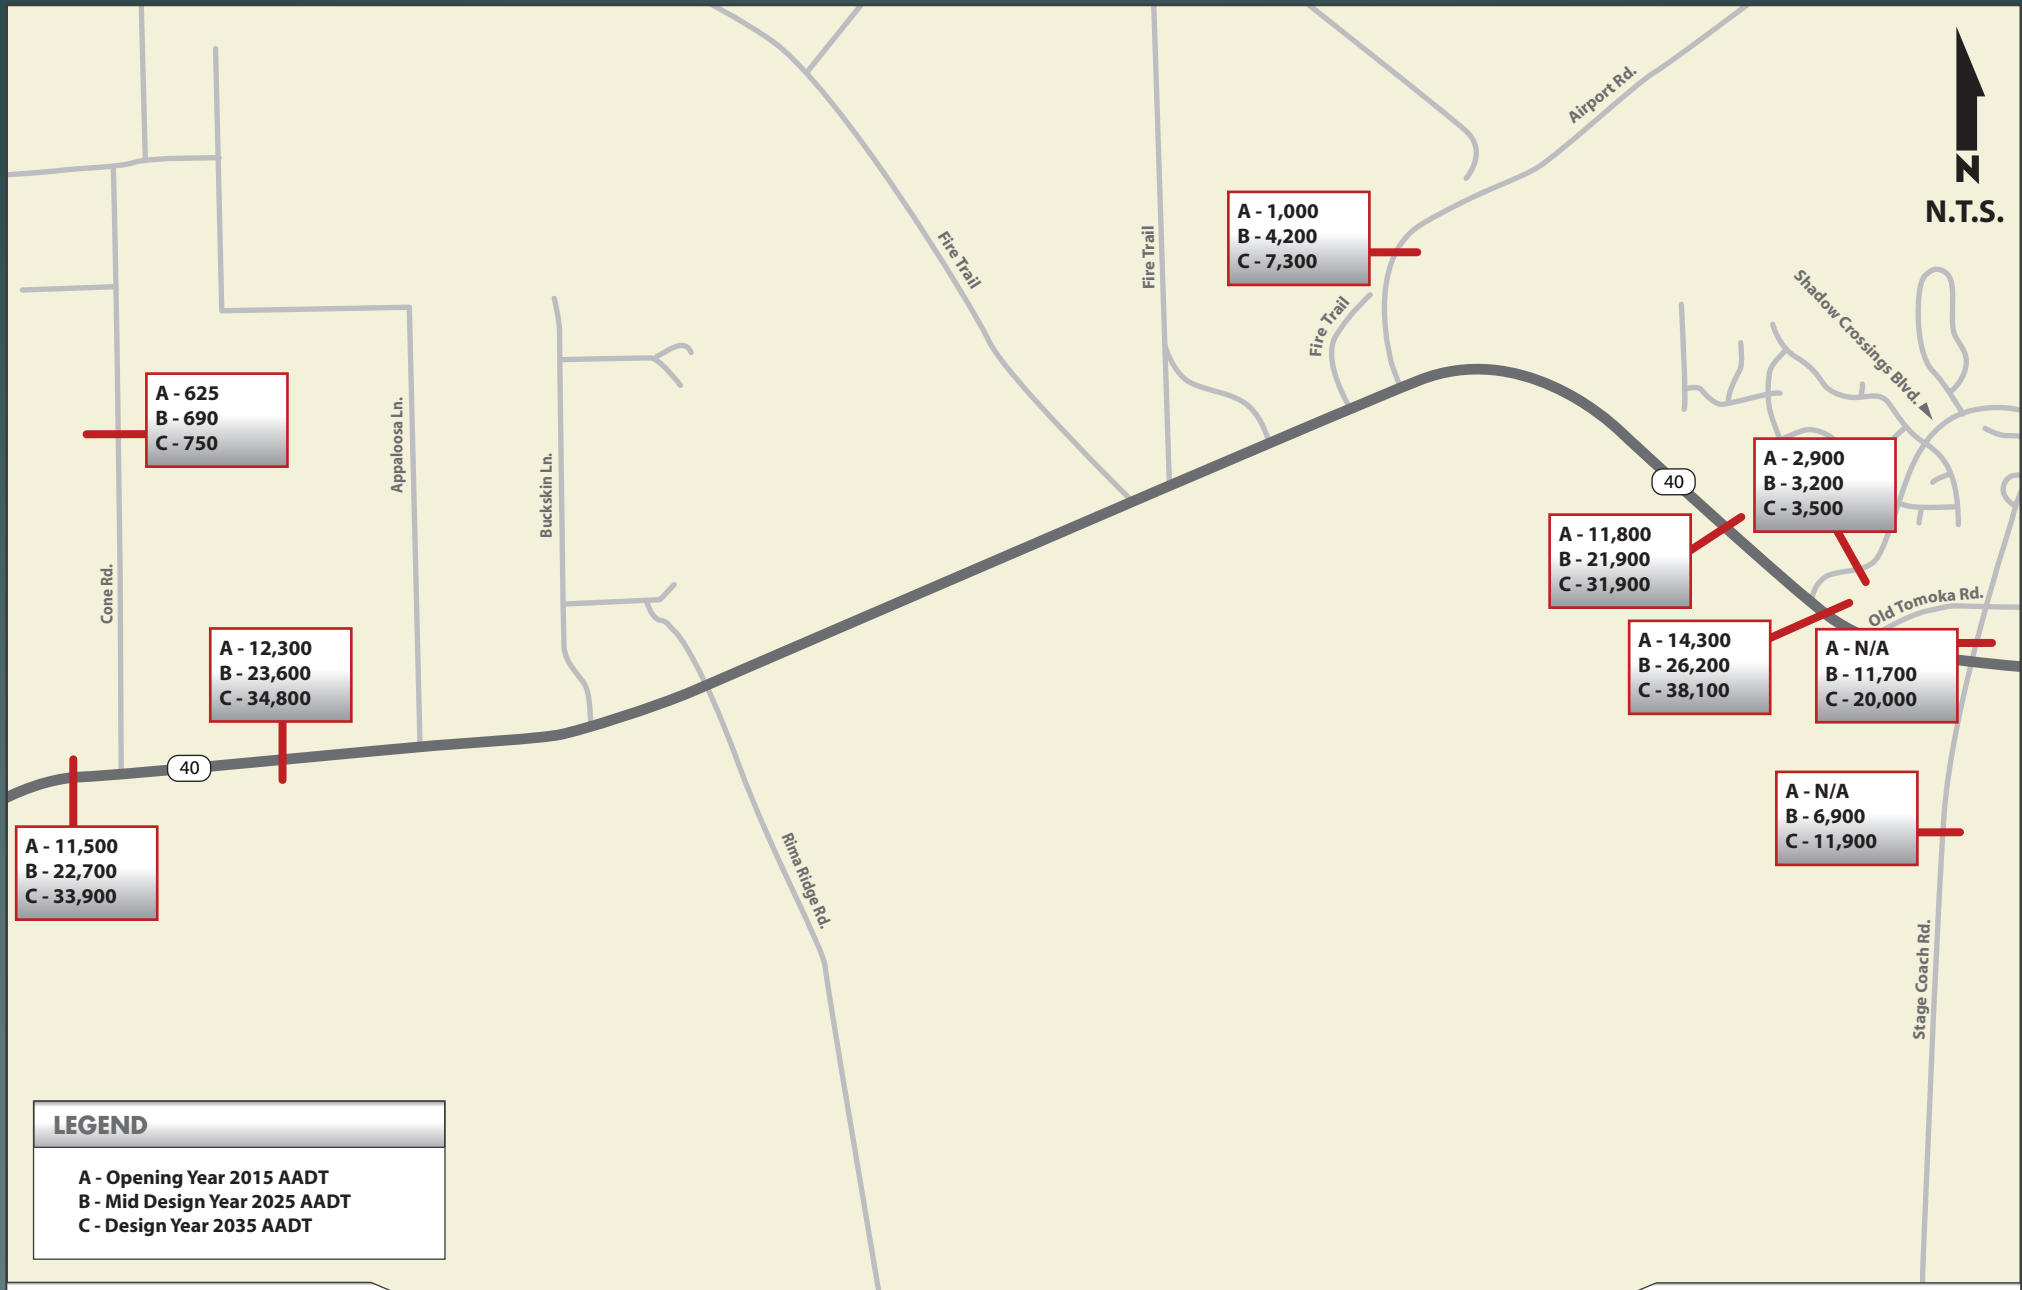 Airport Rd.
N
N.T.S.
A - 1,000
B - 4,200
C - 7,300
Fire Trail
Fire Trail
Fire Trail
Shadow Crossings Blvd.
A - 625
B - 690
C - 750
Appaloosa Ln.
Buckskin Ln.
Cone Rd.
40
A - 2,900
B - 3,200
C - 3,500
A - 11,800
B - 21,900
C - 31,900
Old Tomoka Rd.
A - 12,300
B - 23,600
C - 34,800
A - 14,300
B - 26,200
C - 38,100
A - N/A
B - 11,700
C - 20,000
40
A - 11,500
B - 22,700
C - 33,900
A - N/A
B - 6,900
C - 11,900
Rima Ridge Rd.
Stage Coach Rd.
LEGEND
A - Opening Year 2015 AADT
B - Mid Design Year 2025 AADT
C - Design Year 2035 AADT